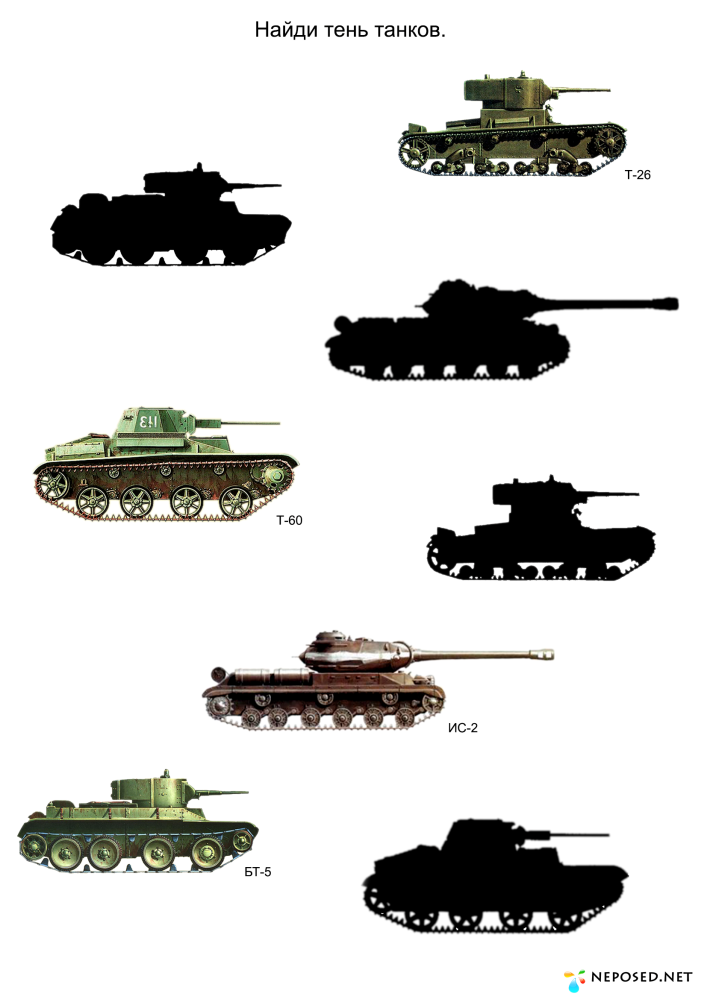 Найди тень танков.
Т-26
Т-60
ИС-2
БТ-5
NEPOSED.NET